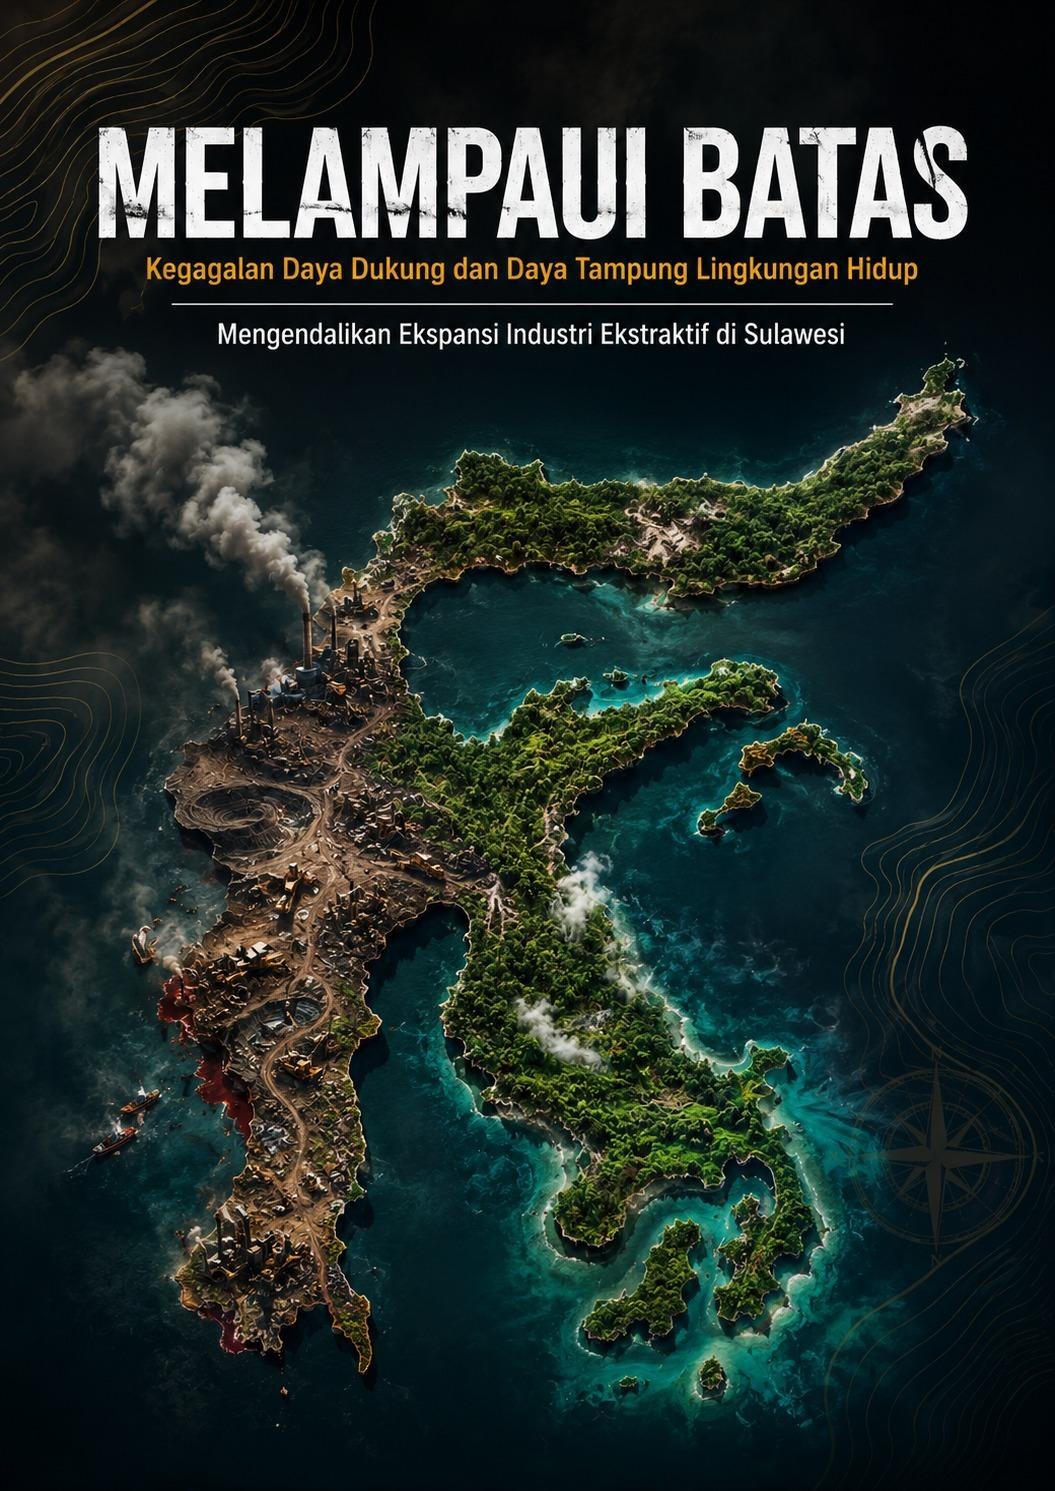 MELAMPAUI BATAS
Kegagalan Daya Dukung dan Daya Tampung Lingkungan Hidup
Mengendalikan Ekspansi Industri Ekstraktif di Sulawesi
N
N